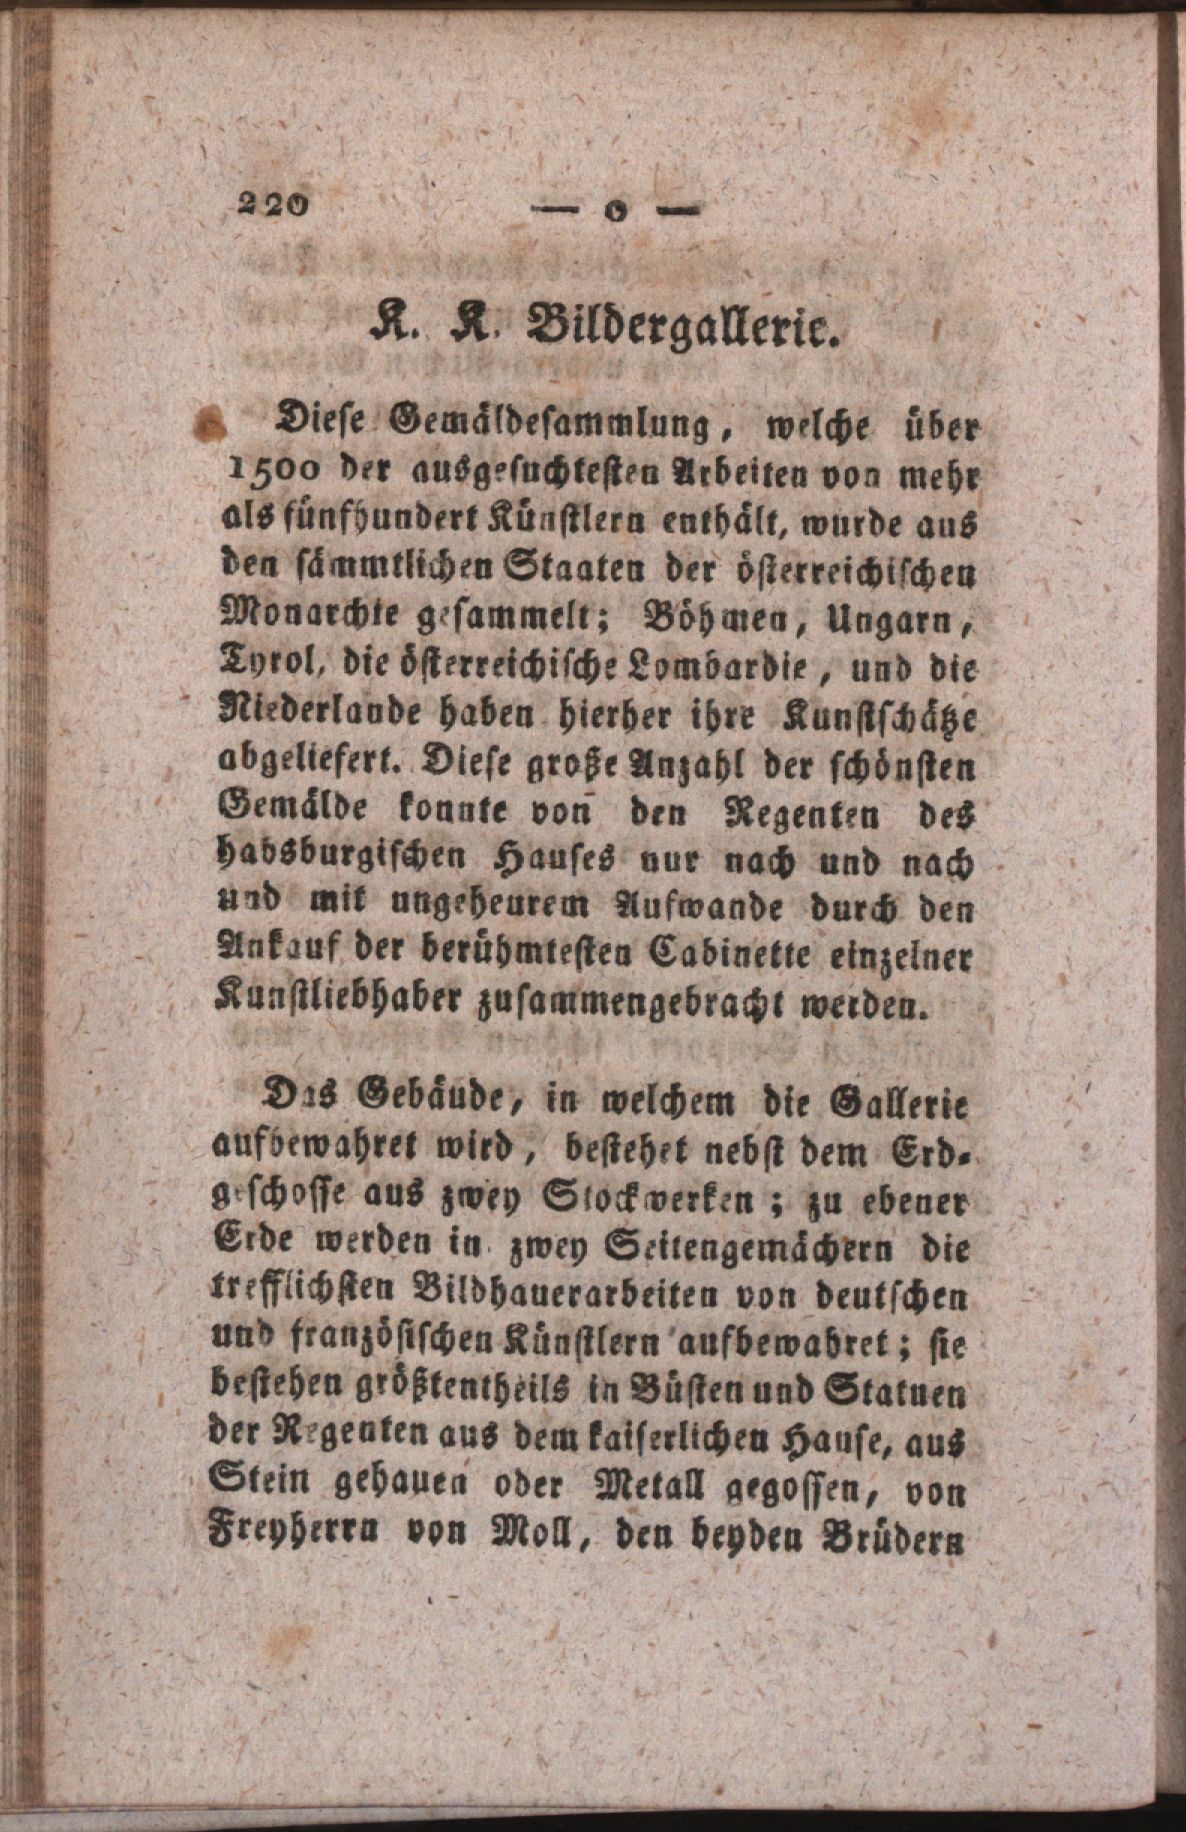 220 — o —
K. K. Bildergallerie.
Diese Gemäldesammlung, welche über
1500 der ausgesuchtesten Arbeiten von mehr
als fünfhundert Künstlern enthält, wurde aus
den sämmtlichen Staaten der österreichischen
Monarchie gesammelt; Böhmen, Ungarn,
Tyrol, die österreichische Lombardie, und die
Niederlande haben hierher ihre Kunstschätze
abgeliefert. Diese große Anzahl der schönsten
Gemälde konnte von den Regenten des
habsburgischen Hauses nur nach und nach
und mit ungeheurem Aufwande durch den
Ankauf der berühmtesten Cabinette einzelner
Kunstliebhaber zusammengebracht werden.
Das Gebäude, in welchem die Gallerie
aufbewahret wird, bestehet nebst dem Erd-
geschosse aus zwey Stockwerken; zu ebener
Erde werden in zwey Seitengemächern die
trefflichsten Bildhauerarbeiten von deutschen
und französischen Künstlern aufbewahret; sie
bestehen größtentheils in Büsten und Statuen
der Regenten aus dem kaiserlichen Hause, aus
Stein gehauen oder Metall gegossen, von
Freyherrn von Moll, den beyden Brüdern